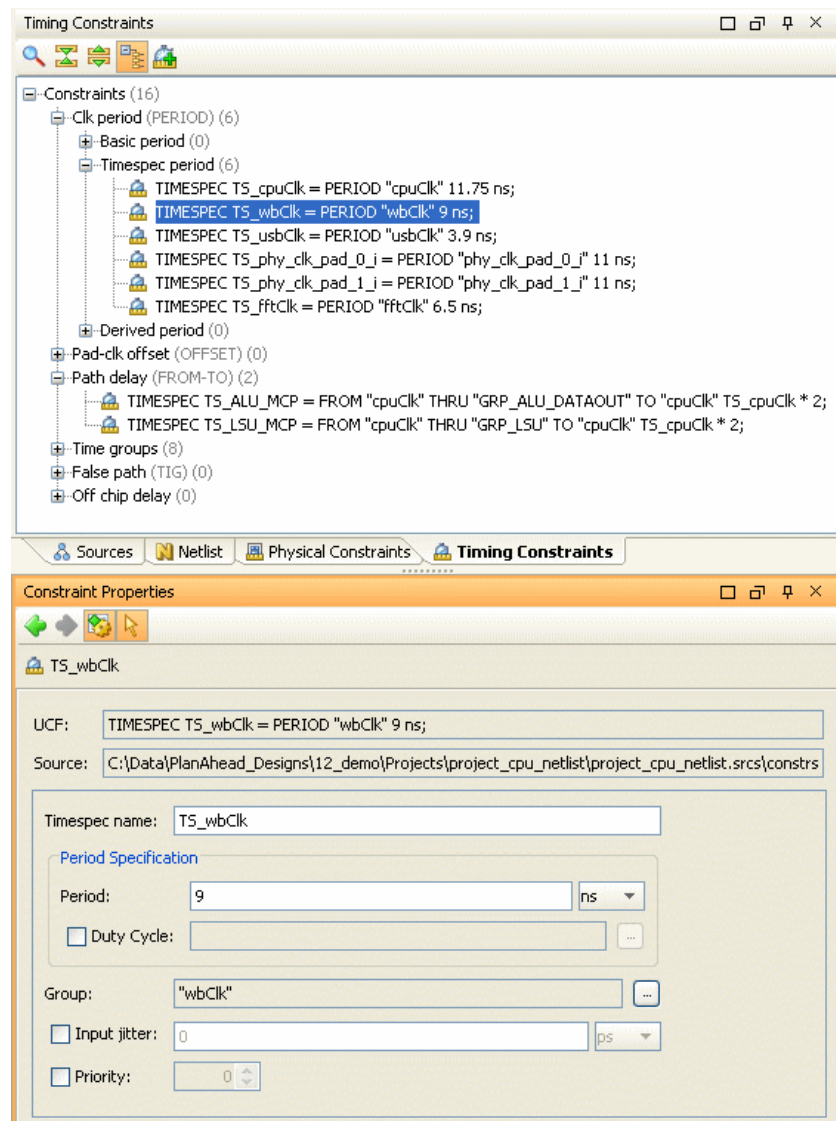 Timing Constraints
Constraints (16)
Clk period (PERIOD) (6)
Basic period (0)
Timespec period (6)
TIMESPEC TS_cpuClk = PERIOD "cpuClk" 11.75 ns;
TIMESPEC TS_wbClk = PERIOD "wbClk" 9 ns;
TIMESPEC TS_usbClk = PERIOD "usbClk" 3.9 ns;
TIMESPEC TS_phy_clk_pad_0_i = PERIOD "phy_clk_pad_0_i" 11 ns;
TIMESPEC TS_phy_clk_pad_1_i = PERIOD "phy_clk_pad_1_i" 11 ns;
TIMESPEC TS_fftClk = PERIOD "fftClk" 6.5 ns;
Derived period (0)
Pad-clk offset (OFFSET) (0)
Path delay (FROM-TO) (2)
TIMESPEC TS_ALU_MCP = FROM "cpuClk" THRU "GRP_ALU_DATAOUT" TO "cpuClk" TS_cpuClk * 2;
TIMESPEC TS_LSU_MCP = FROM "cpuClk" THRU "GRP_LSU" TO "cpuClk" TS_cpuClk * 2;
Time groups (8)
False path (TIG) (0)
Off chip delay (0)
Sources Netlist Physical Constraints Timing Constraints
Constraint Properties
TS_wbClk
UCF: TIMESPEC TS_wbClk = PERIOD "wbClk" 9 ns;
Source: C:\Data\PlanAhead_Designs\12_demo\Projects\project_cpu_netlist\project_cpu_netlist.srcs\constrs
Timespec name: TS_wbClk
Period Specification
Period: 9 ns
Duty Cycle: ...
Group: "wbClk" ...
Input jitter: 0 ps
Priority: 0